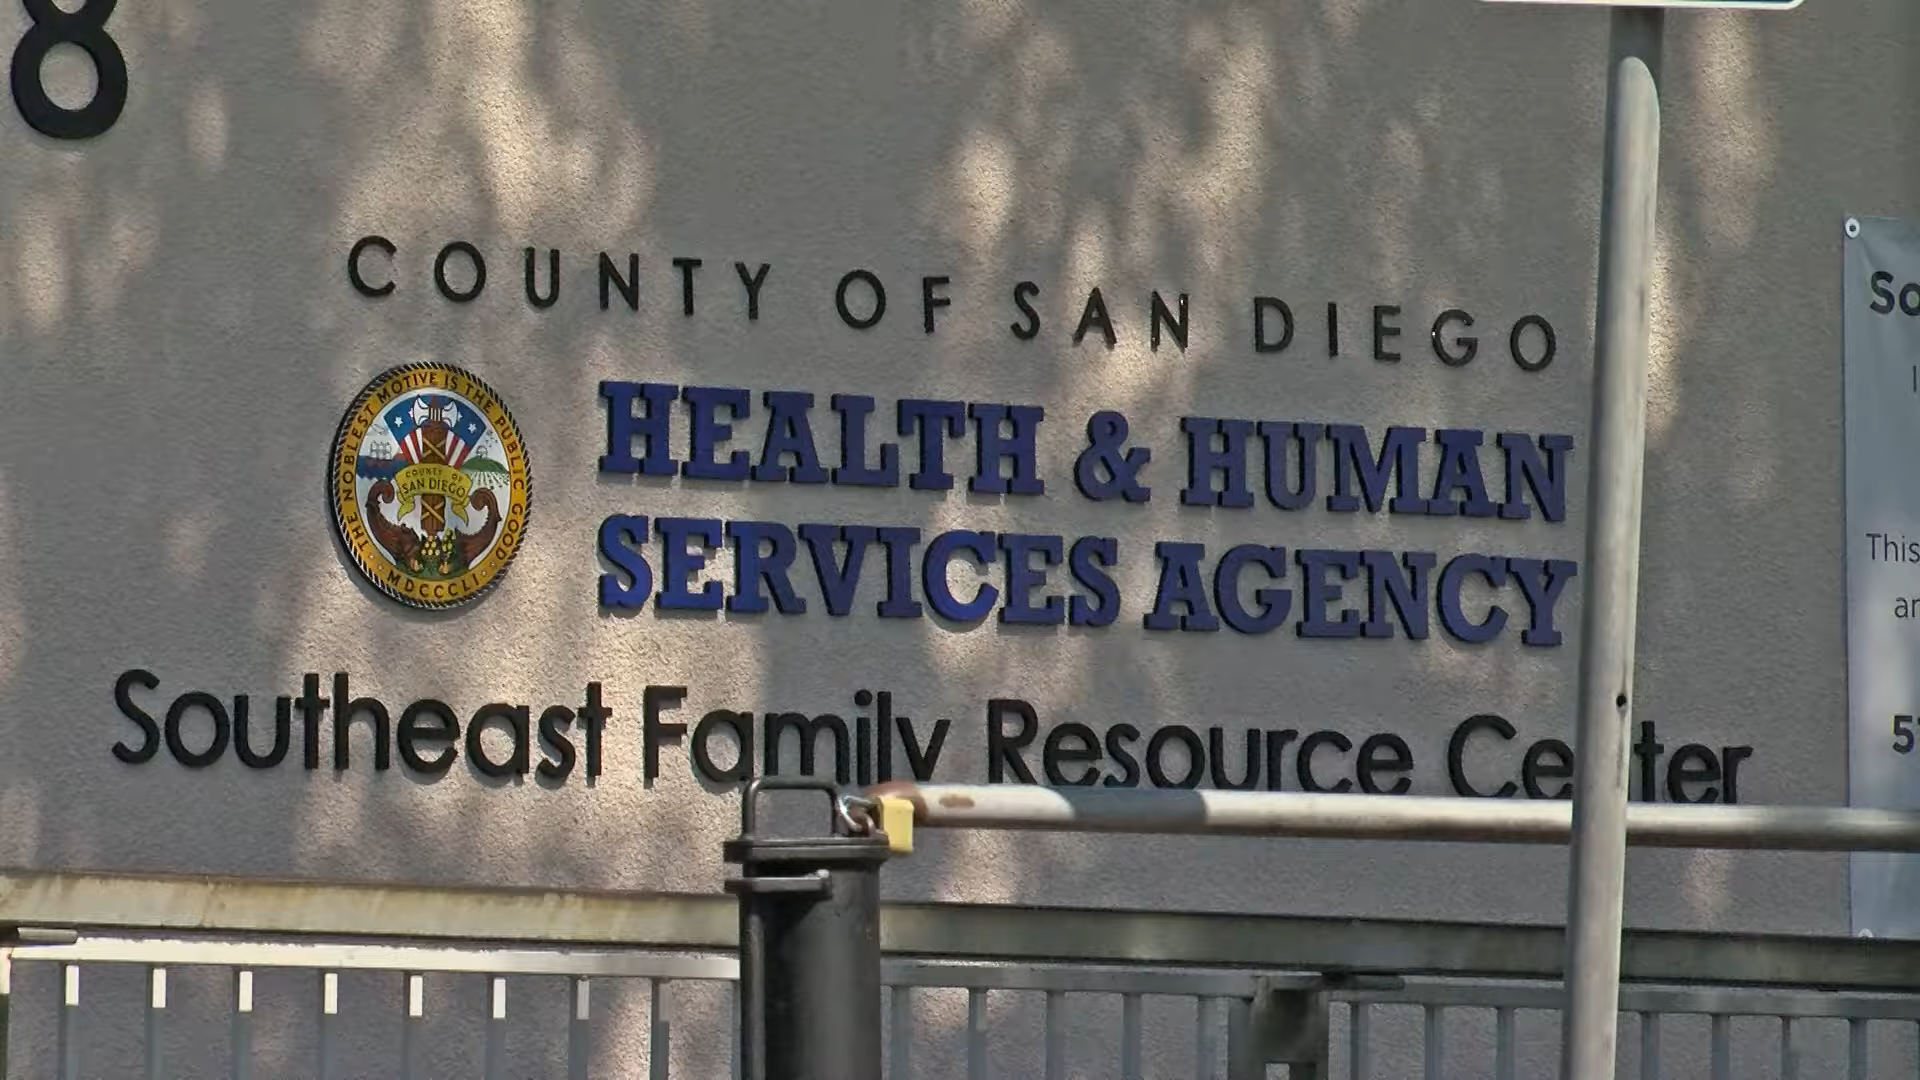 8
COUNTY OF SAN DIEGO
THE NOBLEST MOTIVE IS THE PUBLIC GOOD
COUNTY OF
SAN DIEGO
MDCCCLI
HEALTH & HUMAN
SERVICES AGENCY
Southeast Family Resource Center
This